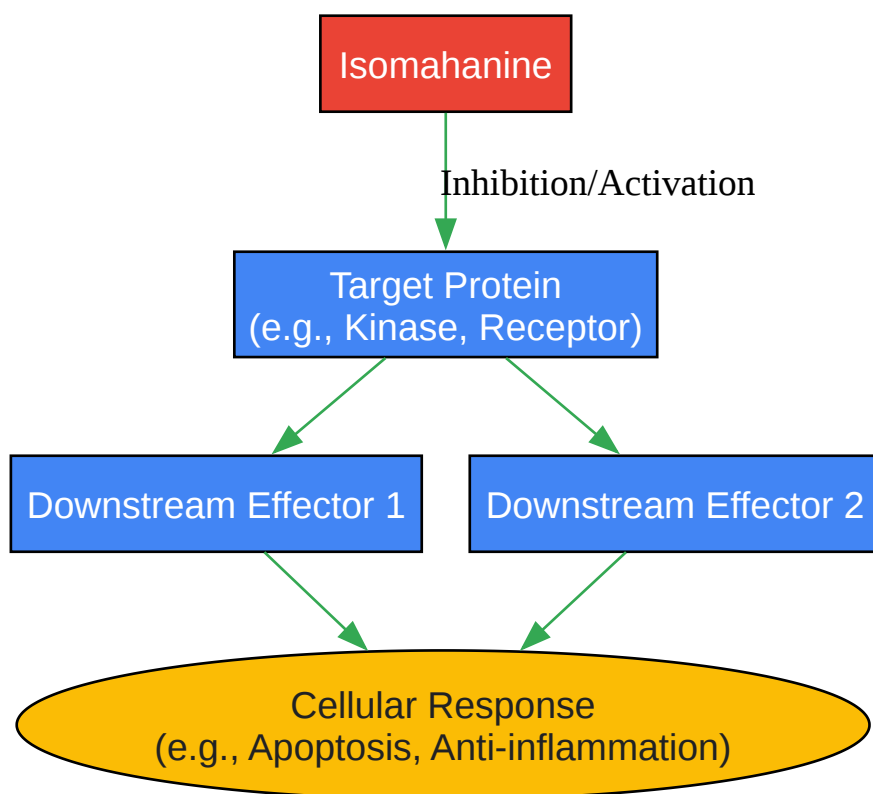 Isomahanine
Inhibition/Activation
Target Protein
(e.g., Kinase, Receptor)
Downstream Effector 1
Downstream Effector 2
Cellular Response
(e.g., Apoptosis, Anti-inflammation)